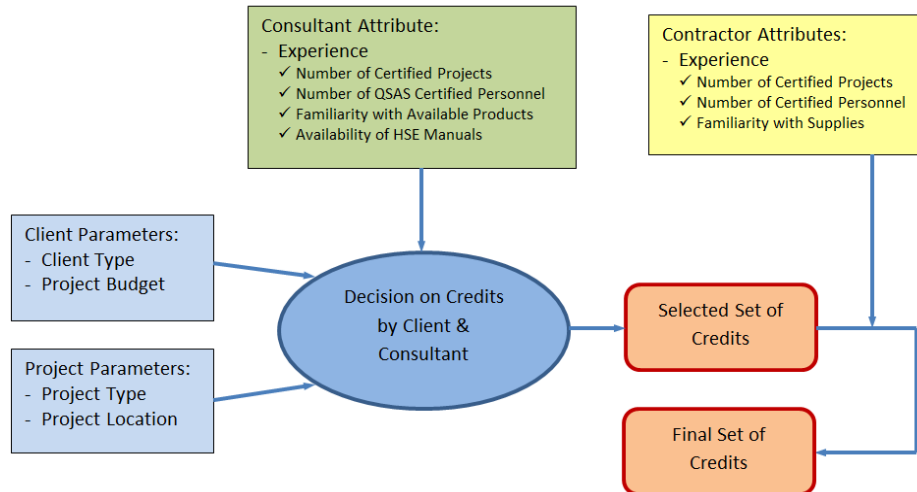 Consultant Attribute:
- Experience
✓ Number of Certified Projects
✓ Number of QSAS Certified Personnel
✓ Familiarity with Available Products
✓ Availability of HSE Manuals
Contractor Attributes:
- Experience
✓ Number of Certified Projects
✓ Number of Certified Personnel
✓ Familiarity with Supplies
Client Parameters:
- Client Type
- Project Budget
Project Parameters:
- Project Type
- Project Location
Decision on Credits
by Client &
Consultant
Selected Set of
Credits
Final Set of
Credits